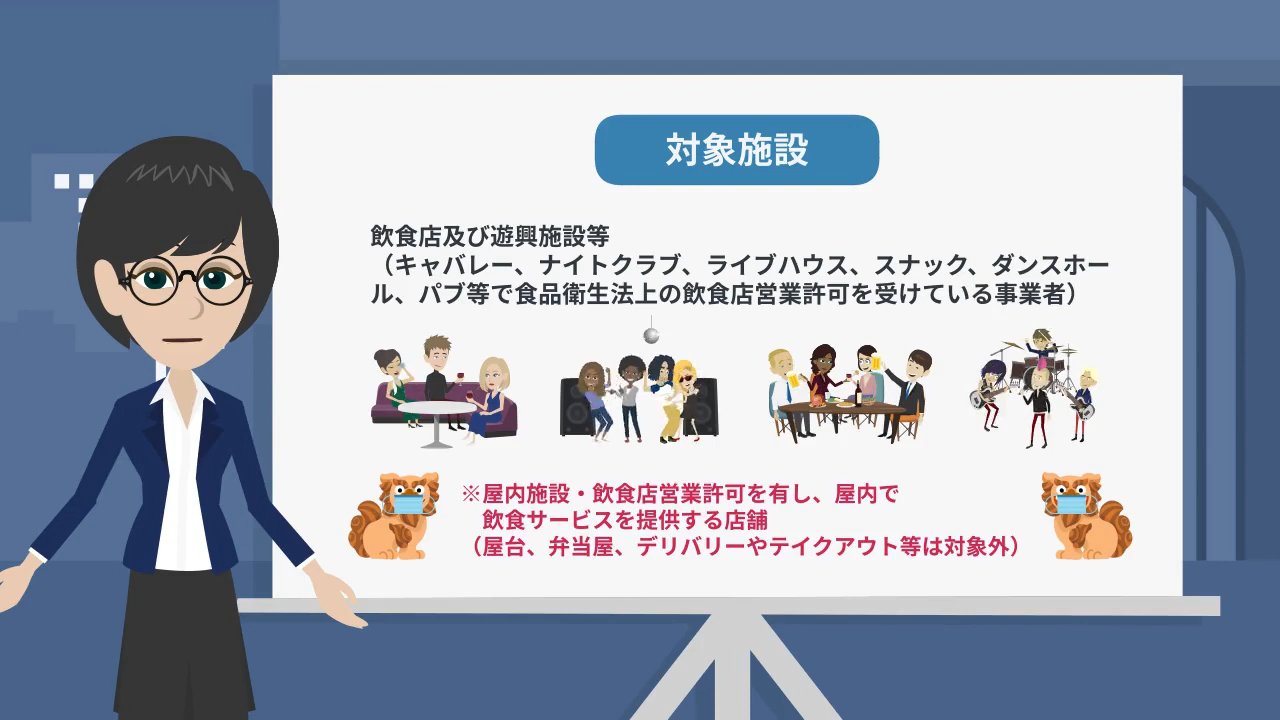 対象施設
飲食店及び遊興施設等
（キャバレー、ナイトクラブ、ライブハウス、スナック、ダンスホー
ル、パブ等で食品衛生法上の飲食店営業許可を受けている事業者）
※屋内施設・飲食店営業許可を有し、屋内で
飲食サービスを提供する店舗
（屋台、弁当屋、デリバリーやテイクアウト等は対象外）